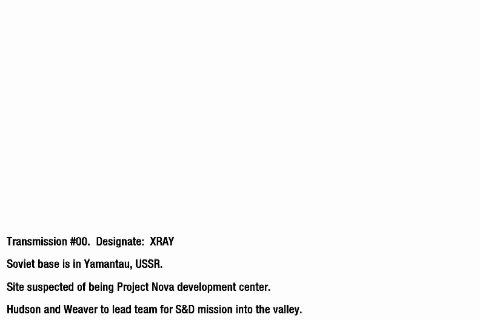 Transmission #00.  Designate:  XRAY
Soviet base is in Yamantau, USSR.
Site suspected of being Project Nova development center.
Hudson and Weaver to lead team for S&D mission into the valley.